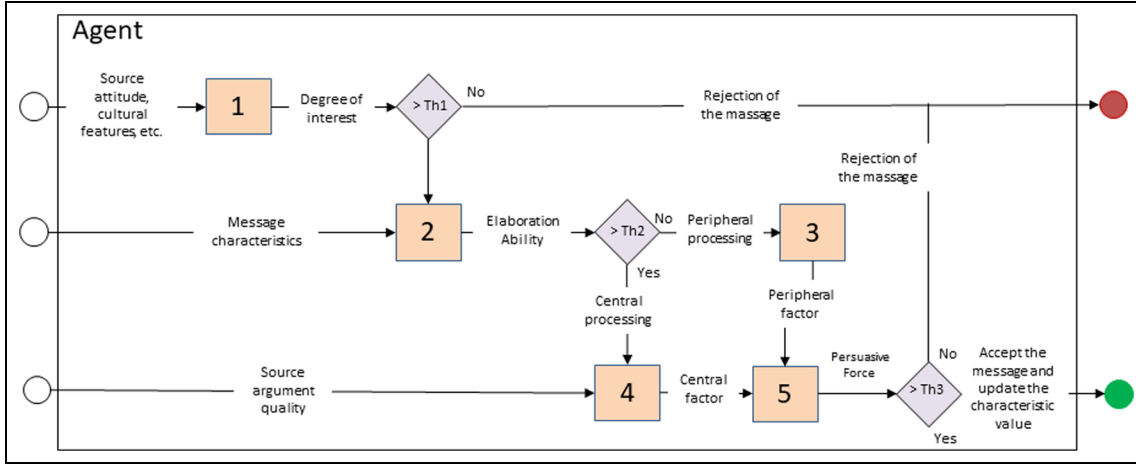 Agent
Source
attitude,
cultural
features, etc.
1
Degree of
interest
> Th1
No
Rejection of
the massage
Rejection of
the massage
Message
characteristics
2
Elaboration
Ability
> Th2
No
Peripheral
processing
3
Yes
Central
processing
Peripheral
factor
Source
argument
quality
4
Central
factor
5
Persuasive
Force
> Th3
No
Yes
Accept the
message and
update the
characteristic
value